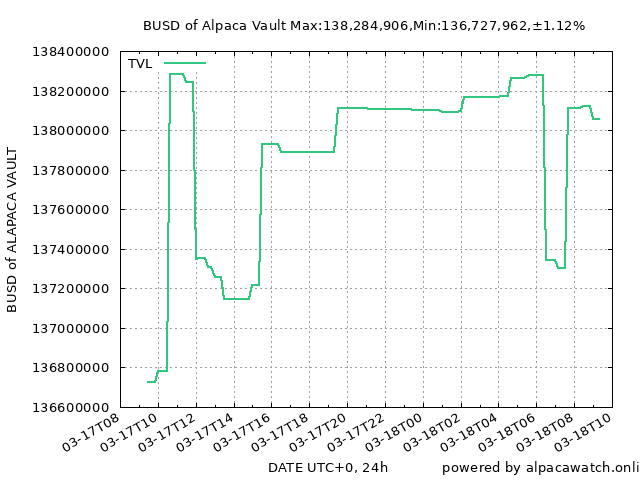 BUSD of Alpaca Vault Max:138,284,906,Min:136,727,962,±1.12%
TVL
BUSD of ALAPACA VAULT
138400000
138200000
138000000
137800000
137600000
137400000
137200000
137000000
136800000
136600000
03-17T08
03-17T10
03-17T12
03-17T14
03-17T16
03-17T18
03-17T20
03-17T22
03-18T00
03-18T02
03-18T04
03-18T06
03-18T08
03-18T10
DATE UTC+0, 24h
powered by alpacawatch.onli